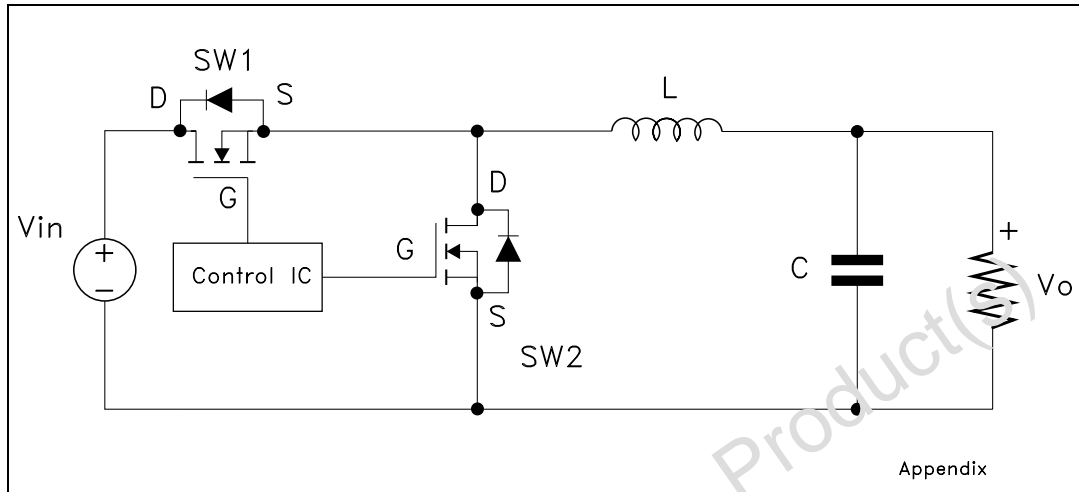 SW1
D
S
L
G
D
Vin
+
−
Control IC
G
S
SW2
C
+
Vo
Product(s)
Appendix